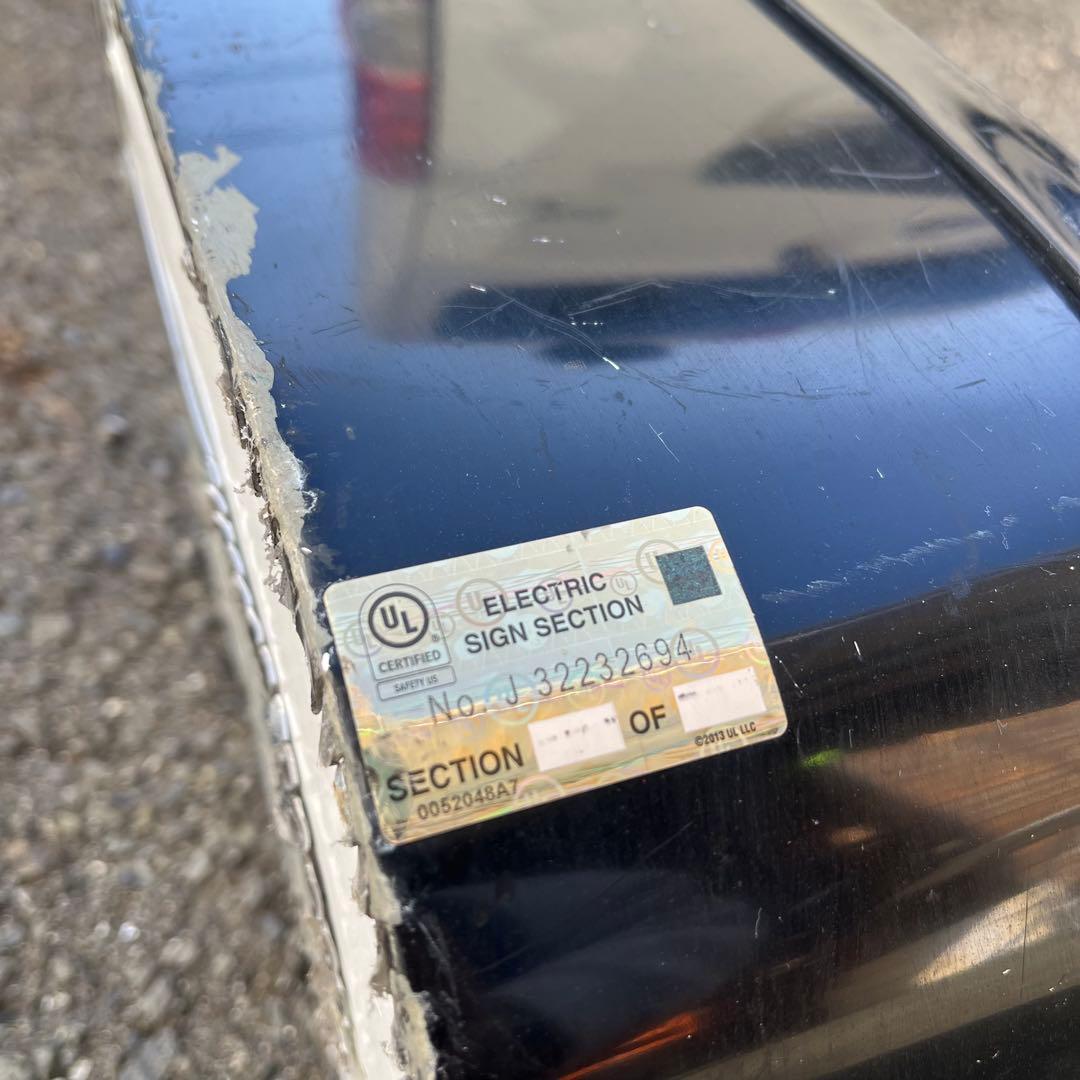 UL
®
CERTIFIED
SAFETY US
ELECTRIC
SIGN SECTION
No. J 32232694
SECTION OF
0052048A7
©2013 UL LLC